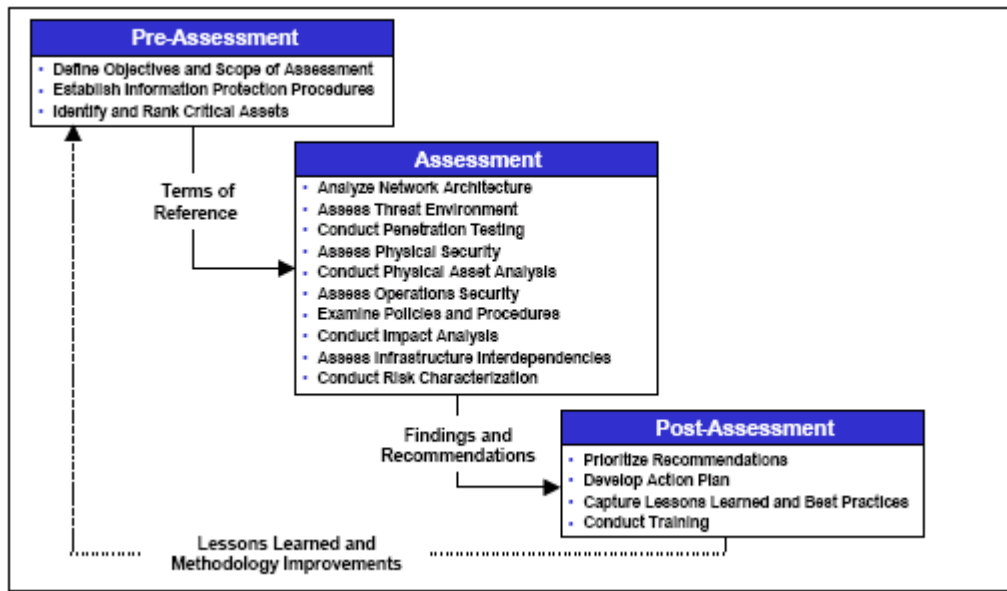 Pre-Assessment
• Define Objectives and Scope of Assessment
• Establish Information Protection Procedures
• Identify and Rank Critical Assets
Terms of
Reference
Assessment
• Analyze Network Architecture
• Assess Threat Environment
• Conduct Penetration Testing
• Assess Physical Security
• Conduct Physical Asset Analysis
• Assess Operations Security
• Examine Policies and Procedures
• Conduct Impact Analysis
• Assess Infrastructure Interdependencies
• Conduct Risk Characterization
Findings and
Recommendations
Post-Assessment
• Prioritize Recommendations
• Develop Action Plan
• Capture Lessons Learned and Best Practices
• Conduct Training
Lessons Learned and
Methodology Improvements